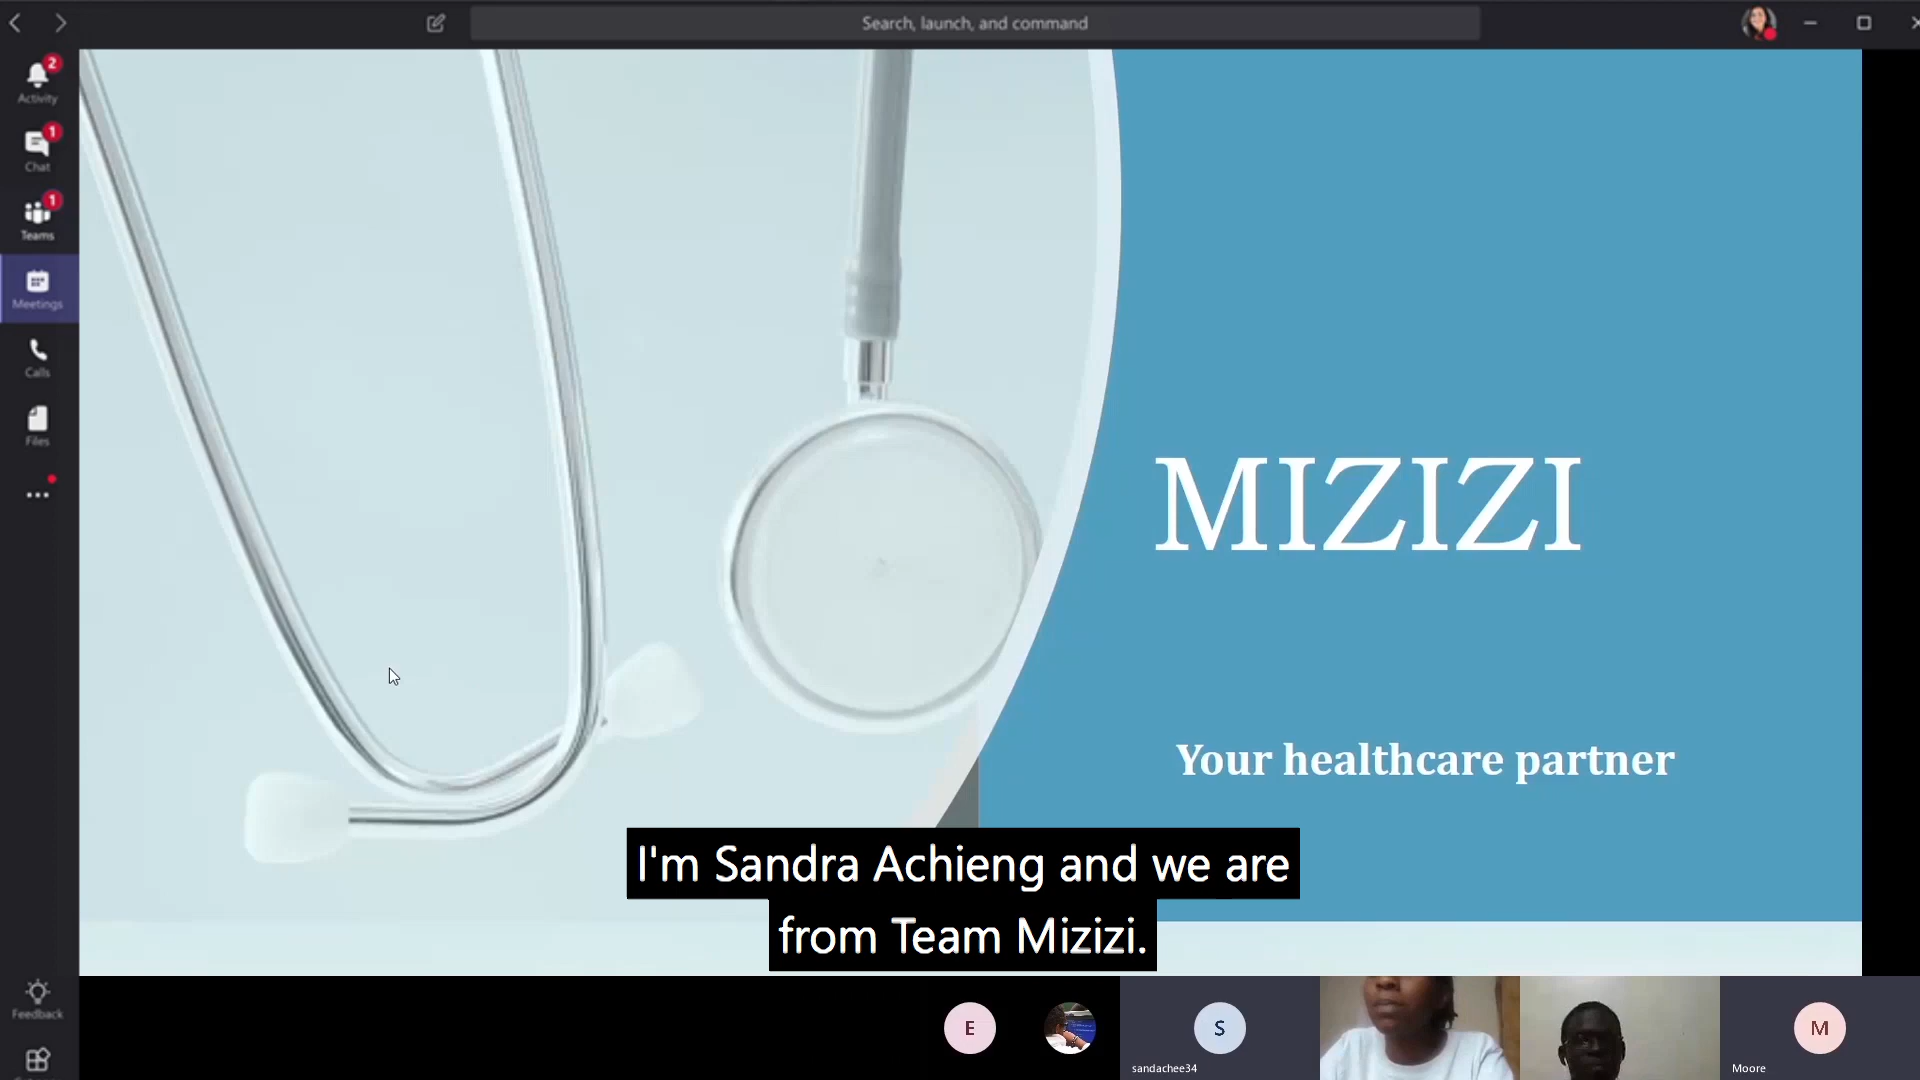 Search, launch, and command
2
Activity
1
Chat
1
Teams
Meetings
Calls
Files
MIZIZI
Your healthcare partner
I'm Sandra Achieng and we are
from Team Mizizi.
Feedback
E
S
sandachee34
M
Moore